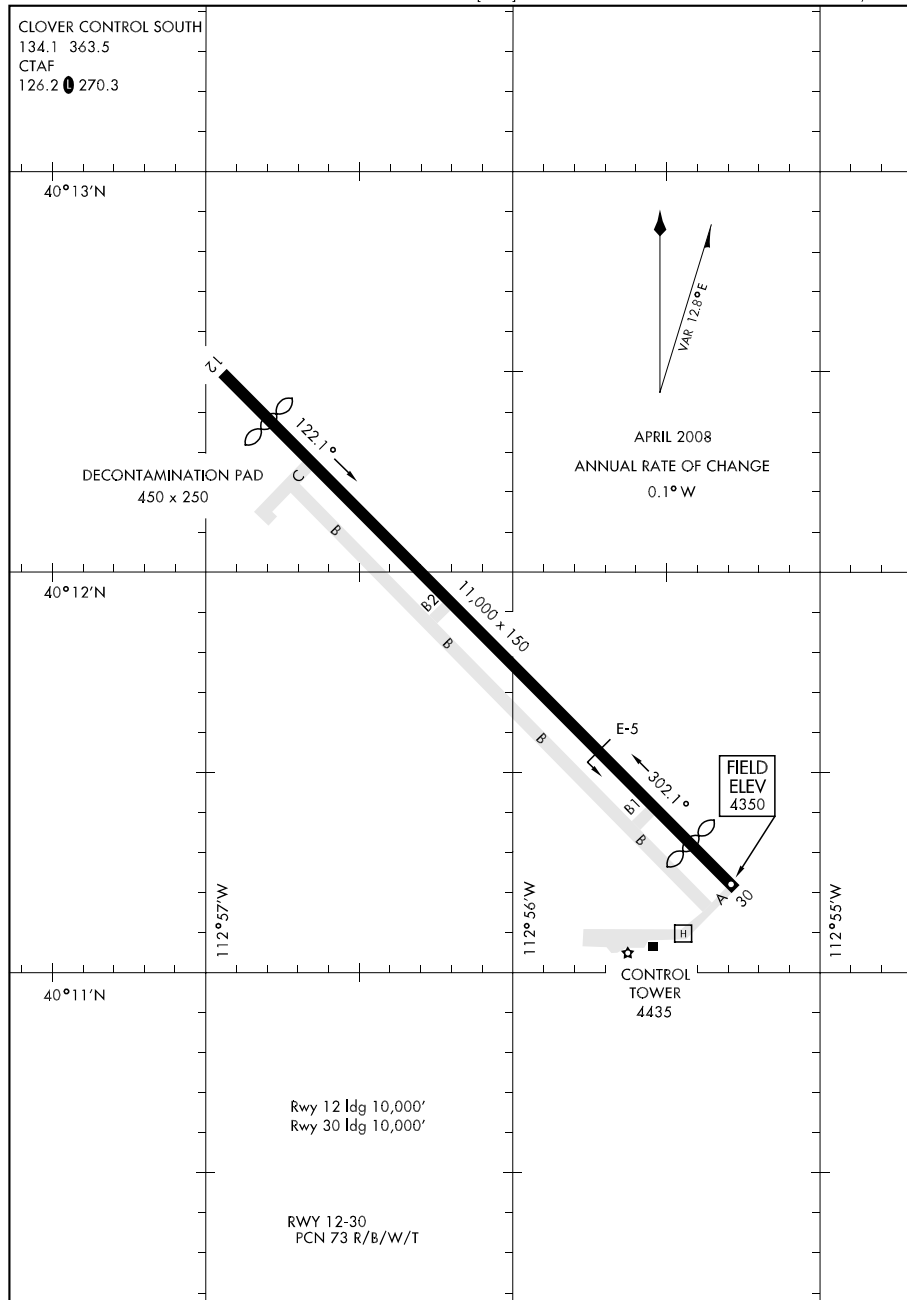 CLOVER CONTROL SOUTH
134.1 363.5
CTAF
126.2 L 270.3
40°13'N
VAR 12.8° E
12
122.1°
APRIL 2008
ANNUAL RATE OF CHANGE
0.1° W
DECONTAMINATION PAD
450 x 250
C
B
40°12'N
B2
11,000 x 150
B
B
E-5
302.1°
FIELD
ELEV
4350
B1
B
A
30
112°57'W
112°56'W
112°55'W
H
40°11'N
CONTROL
TOWER
4435
Rwy 12 ldg 10,000'
Rwy 30 ldg 10,000'
RWY 12-30
PCN 73 R/B/W/T